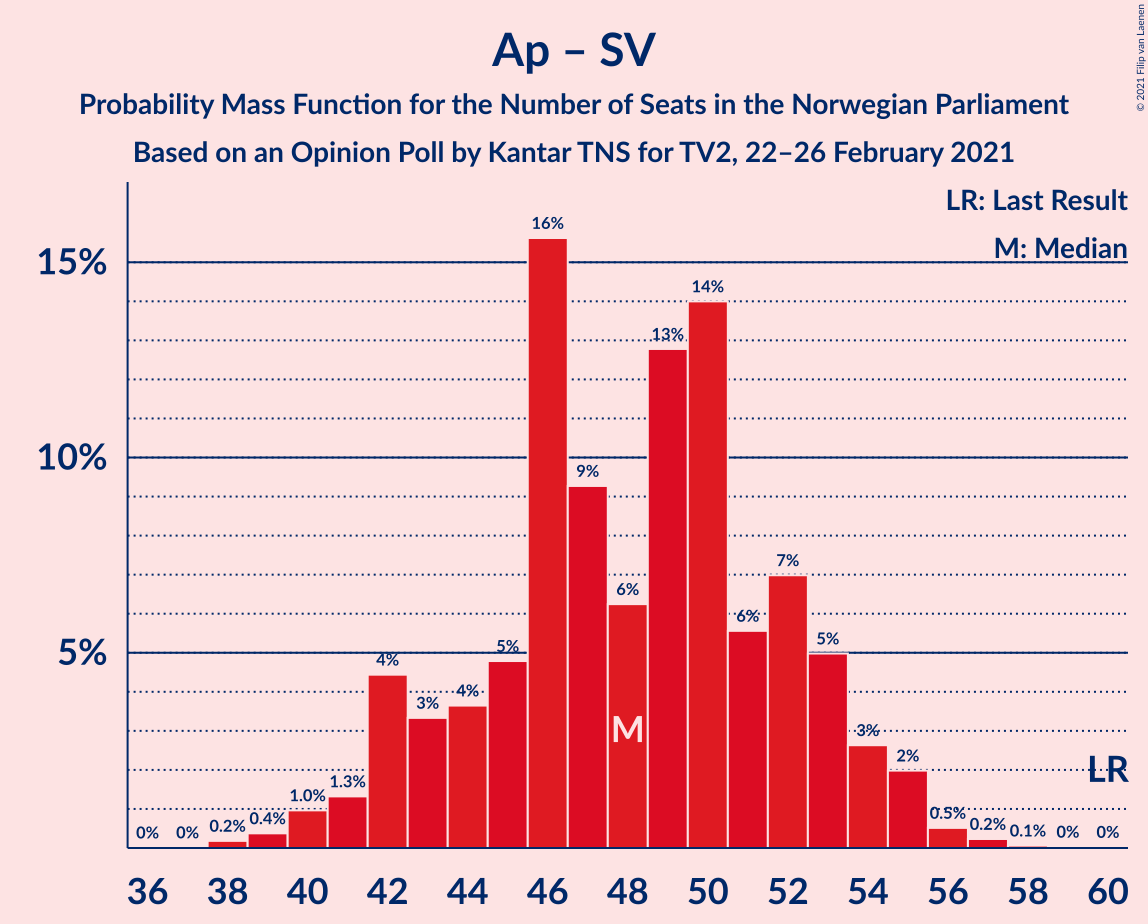 © 2021 Filip van Laenen
Ap – SV
Probability Mass Function for the Number of Seats in the Norwegian Parliament
Based on an Opinion Poll by Kantar TNS for TV2, 22–26 February 2021
LR: Last Result
M: Median
15%
10%
5%
0% 0% 0.2% 0.4% 1.0% 1.3% 4% 3% 4% 5% 16% 9% 6% 13% 14% 6% 7% 5% 3% 2% 0.5% 0.2% 0.1% 0% 0%
M
LR
36 38 40 42 44 46 48 50 52 54 56 58 60